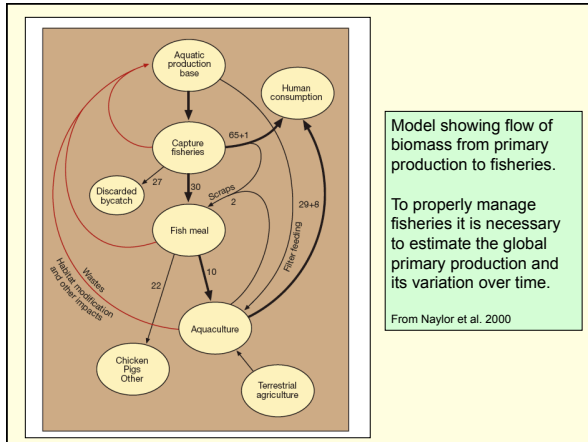 Aquatic
production
base
Human
consumption
65+1
Capture
fisheries
27
30
Scraps
2
Discarded
bycatch
29+8
Fish meal
Filter feeding
10
22
Wastes
Habitat modification
and other impacts
Aquaculture
Chicken
Pigs
Other
Terrestrial
agriculture
Model showing flow of
biomass from primary
production to fisheries.
To properly manage
fisheries it is necessary
to estimate the global
primary production and
its variation over time.
From Naylor et al. 2000